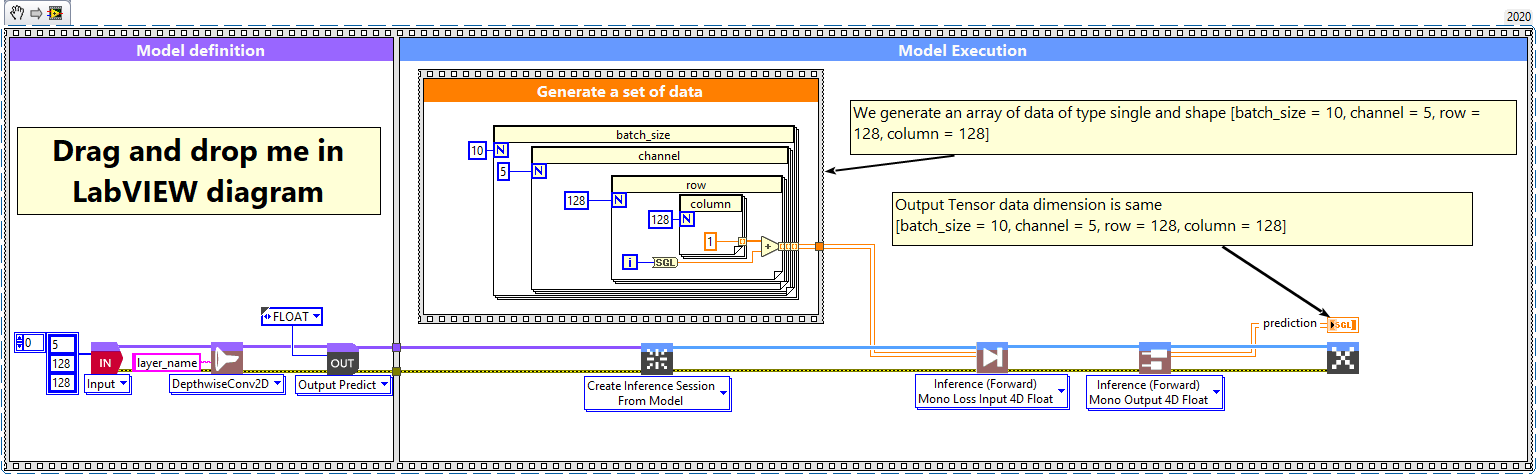 2020
Model definition
Model Execution
Drag and drop me in
LabVIEW diagram
Generate a set of data
batch_size
10
N
channel
5
N
row
128
N
column
128
N
1
+
i
SGL
We generate an array of data of type single and shape [batch_size = 10, channel = 5, row =
128, column = 128]
Output Tensor data dimension is same
[batch_size = 10, channel = 5, row = 128, column = 128]
FLOAT
0
5
128
128
IN
Input
layer_name
DepthwiseConv2D
OUT
Output Predict
Create Inference Session
From Model
Inference (Forward)
Mono Loss Input 4D Float
Inference (Forward)
Mono Output 4D Float
prediction
SGL